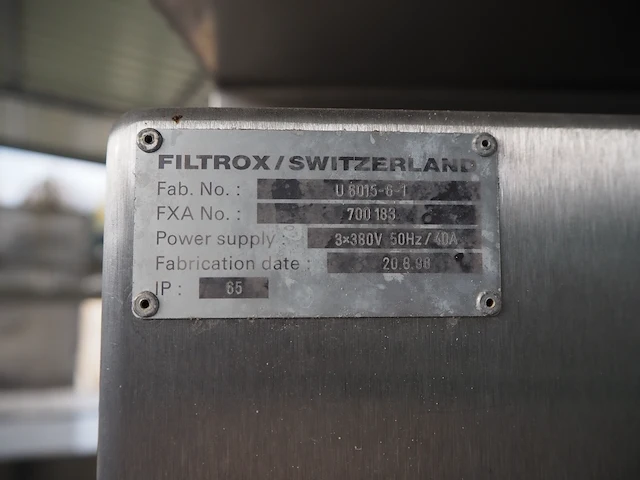 FILTROX/SWITZERLAND
Fab. No. : U 6015-6-1
FXA No. : 700 183
Power supply : 3×380V 50Hz/40A
Fabrication date : 20.8.98
IP : 65